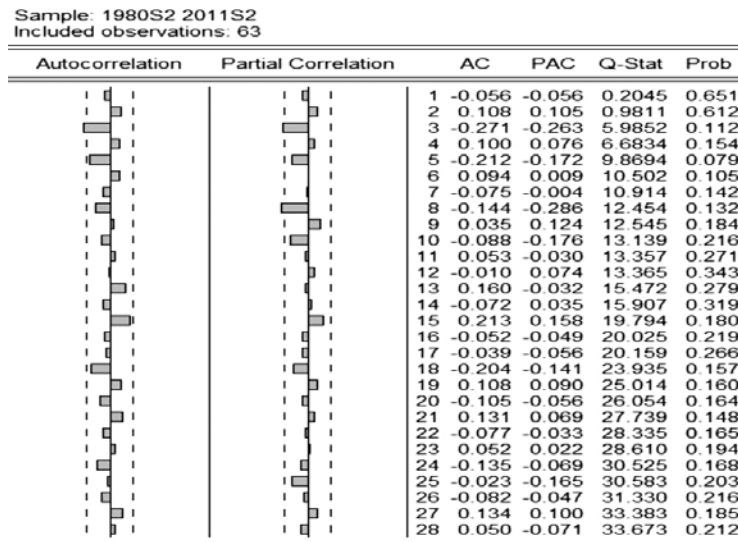 Sample: 1980S2 2011S2
Included observations: 63
Autocorrelation Partial Correlation AC PAC Q-Stat Prob
1 -0.056 -0.056 0.2045 0.651
2 0.108 0.105 0.9811 0.612
3 -0.271 -0.263 5.9852 0.112
4 0.100 0.076 6.6834 0.154
5 -0.212 -0.172 9.8694 0.079
6 0.094 0.009 10.502 0.105
7 -0.075 -0.004 10.914 0.142
8 -0.144 -0.286 12.454 0.132
9 0.035 0.124 12.545 0.184
10 -0.088 -0.176 13.139 0.216
11 0.053 -0.030 13.357 0.271
12 -0.010 0.074 13.365 0.343
13 0.160 -0.032 15.472 0.279
14 -0.072 0.035 15.907 0.319
15 0.213 0.158 19.794 0.180
16 -0.052 -0.049 20.025 0.219
17 -0.039 -0.056 20.159 0.266
18 -0.204 -0.141 23.935 0.157
19 0.108 0.090 25.014 0.160
20 -0.105 -0.056 26.054 0.164
21 0.131 0.069 27.739 0.148
22 -0.077 -0.033 28.335 0.165
23 0.052 0.022 28.610 0.194
24 -0.135 -0.069 30.525 0.168
25 -0.023 -0.165 30.583 0.203
26 -0.082 -0.047 31.330 0.216
27 0.134 0.100 33.383 0.185
28 0.050 -0.071 33.673 0.212